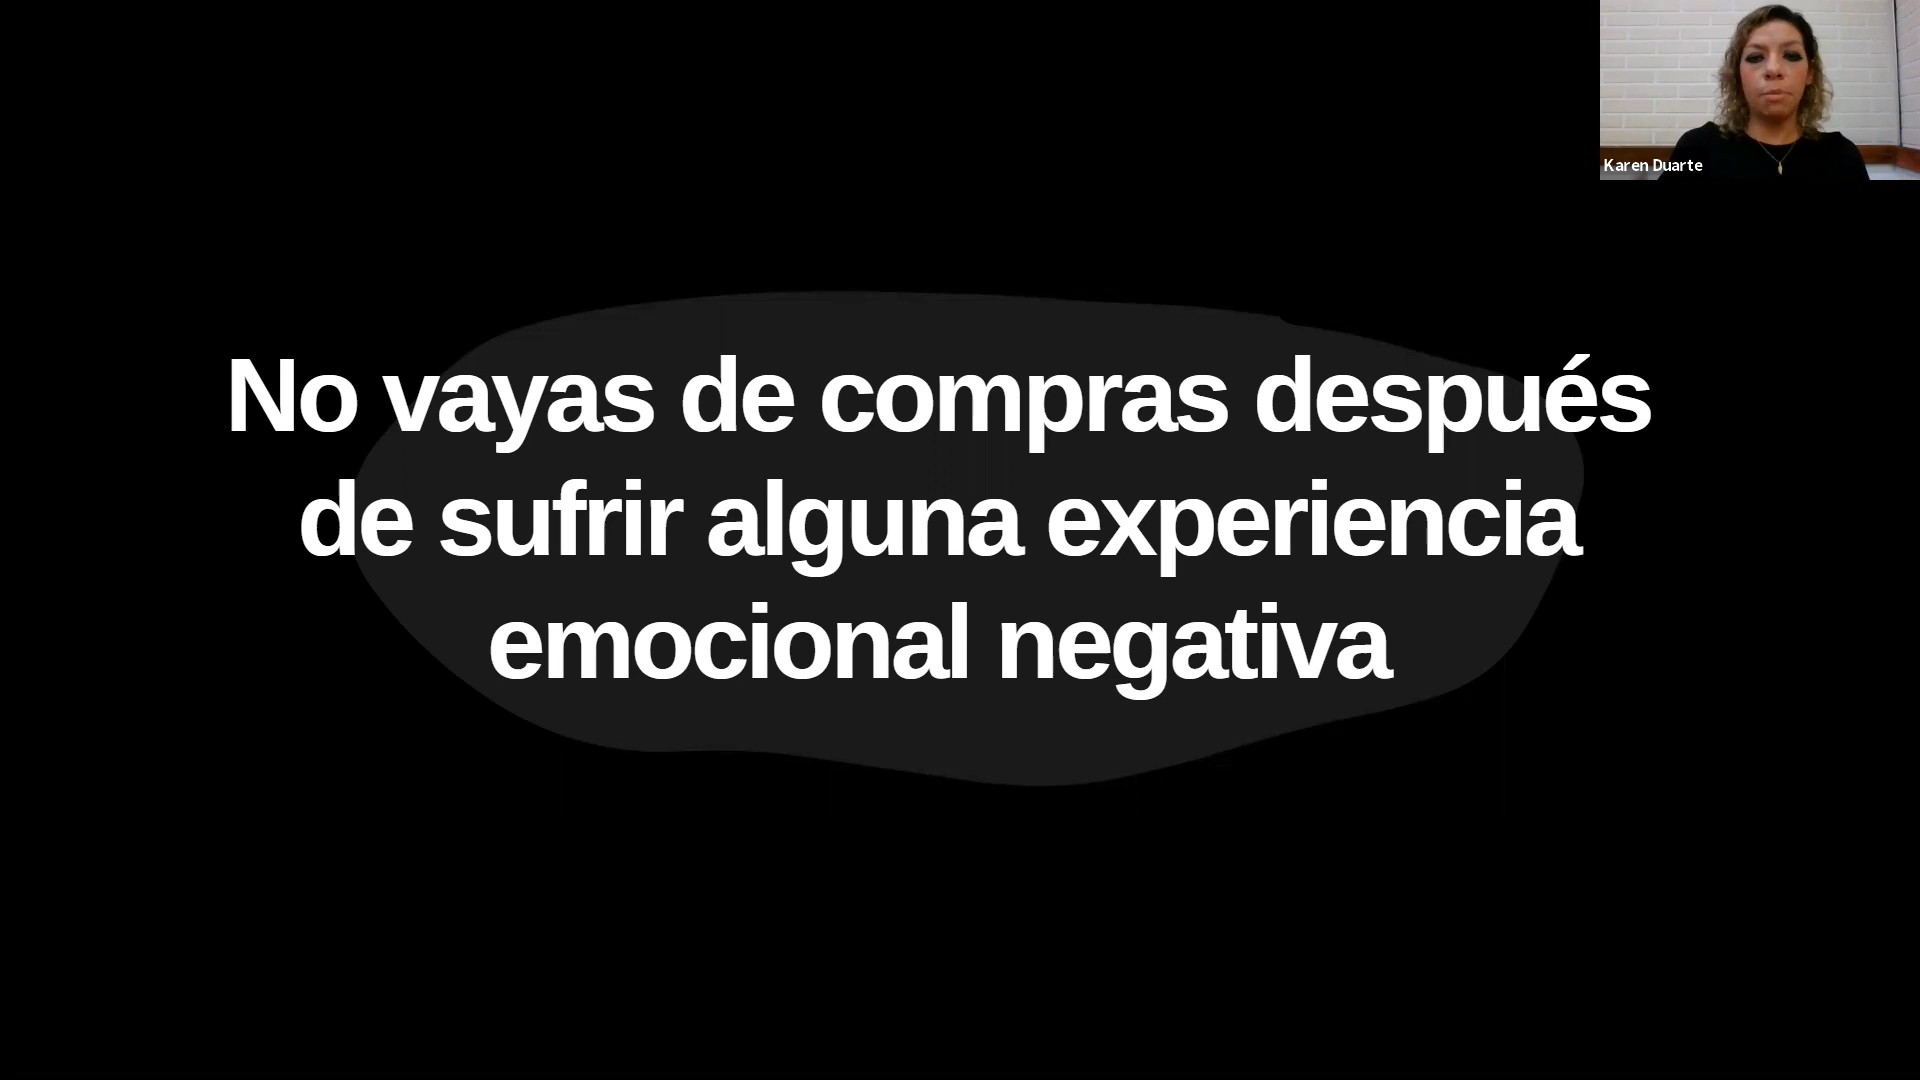 Karen Duarte
No vayas de compras después
de sufrir alguna experiencia
emocional negativa